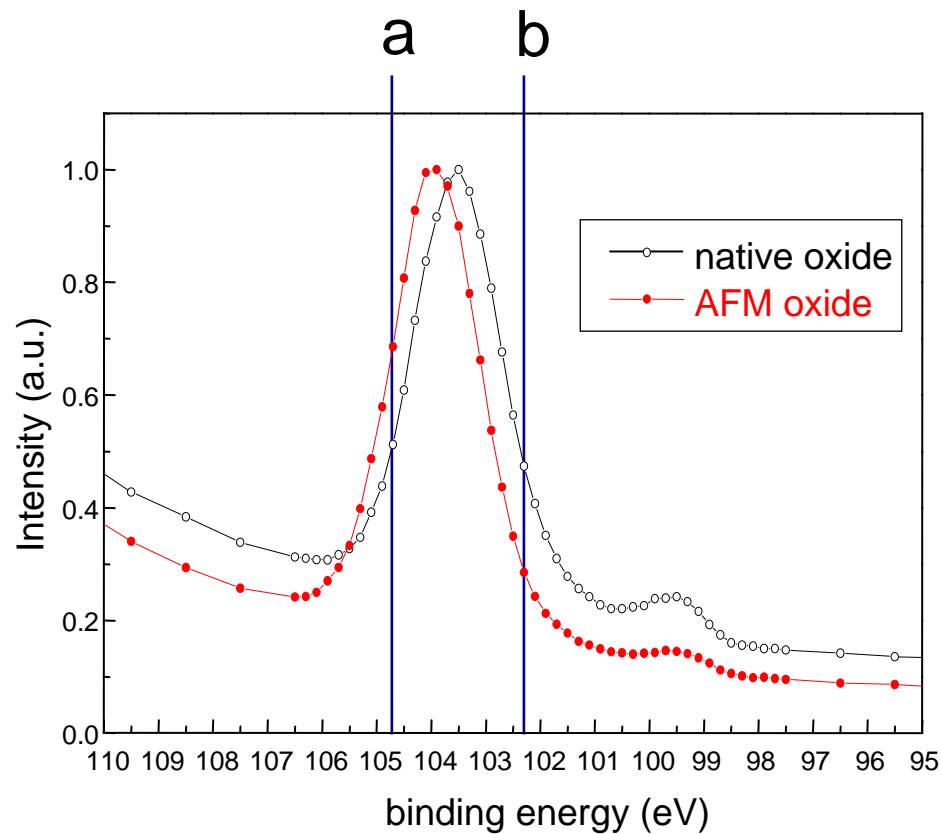 a b
1.0
0.8
0.6
0.4
0.2
0.0
Intensity (a.u.)
native oxide
AFM oxide
110 109 108 107 106 105 104 103 102 101 100 99 98 97 96 95
binding energy (eV)